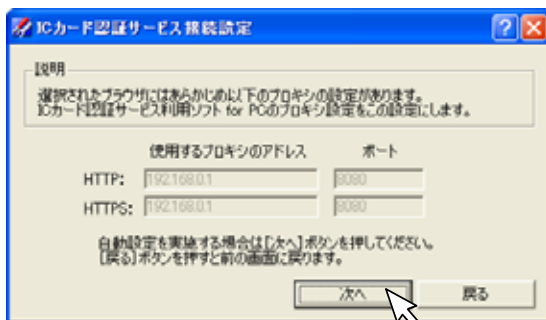 ICカード認証サービス接続設定
説明
選択されたブラウザにはあらかじめ以下のプロキシの設定があります。
ICカード認証サービス利用ソフト for PCのプロキシ設定をこの設定にします。
使用するプロキシのアドレス ポート
HTTP: 192.168.0.1 8080
HTTPS: 192.168.0.1 8080
自動設定を実施する場合は[次へ]ボタンを押してください。
[戻る]ボタンを押すと前の画面に戻ります。
次へ 戻る